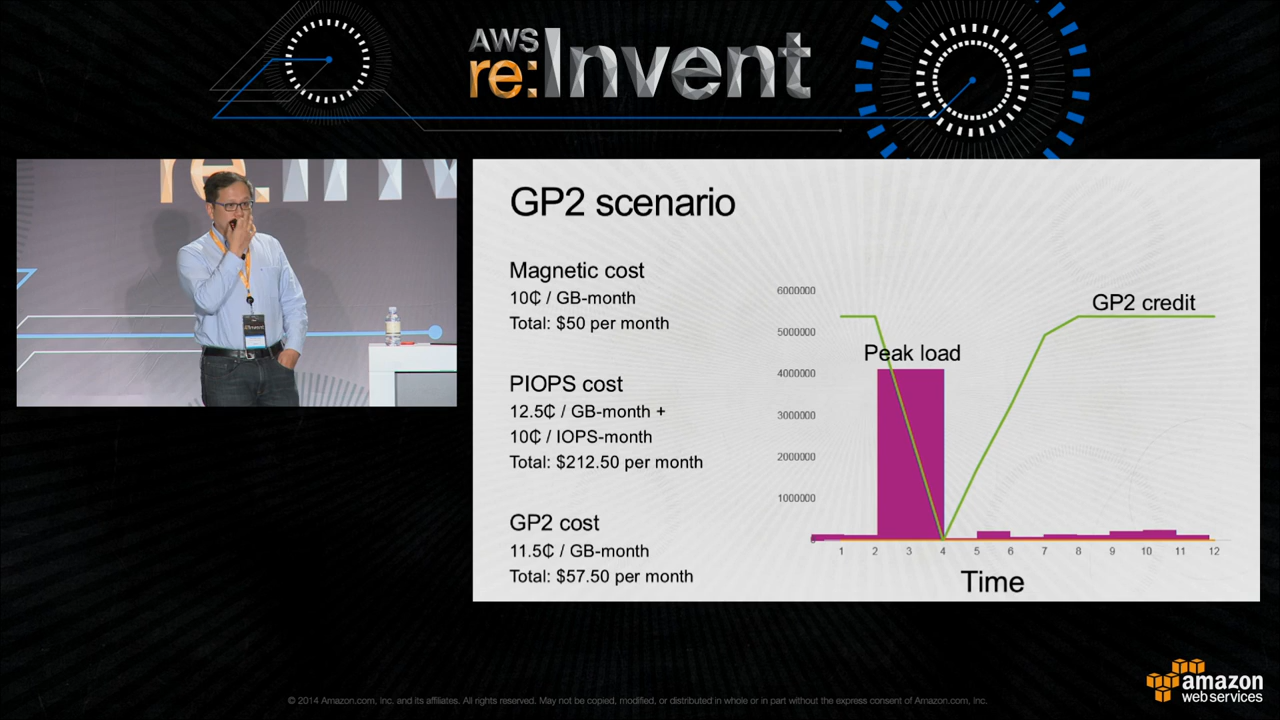 AWS
re:Invent
GP2 scenario
Magnetic cost
10₵ / GB-month
Total: $50 per month
PIOPS cost
12.5₵ / GB-month +
10₵ / IOPS-month
Total: $212.50 per month
GP2 cost
11.5₵ / GB-month
Total: $57.50 per month
6000000
5000000
4000000
3000000
2000000
1000000
0
GP2 credit
Peak load
1 2 3 4 5 6 7 8 9 10 11 12
Time
amazon
web services
© 2014 Amazon.com, Inc. and its affiliates. All rights reserved. May not be copied, modified, or distributed in whole or in part without the express consent of Amazon.com, Inc.